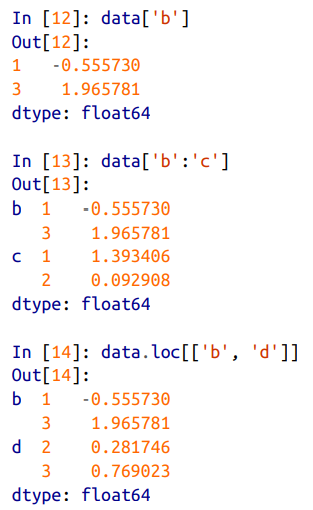 In [12]: data['b']
Out[12]:
1   -0.555730
3    1.965781
dtype: float64

In [13]: data['b':'c']
Out[13]:
b  1   -0.555730
   3    1.965781
c  1    1.393406
   2    0.092908
dtype: float64

In [14]: data.loc[['b', 'd']]
Out[14]:
b  1   -0.555730
   3    1.965781
d  2    0.281746
   3    0.769023
dtype: float64